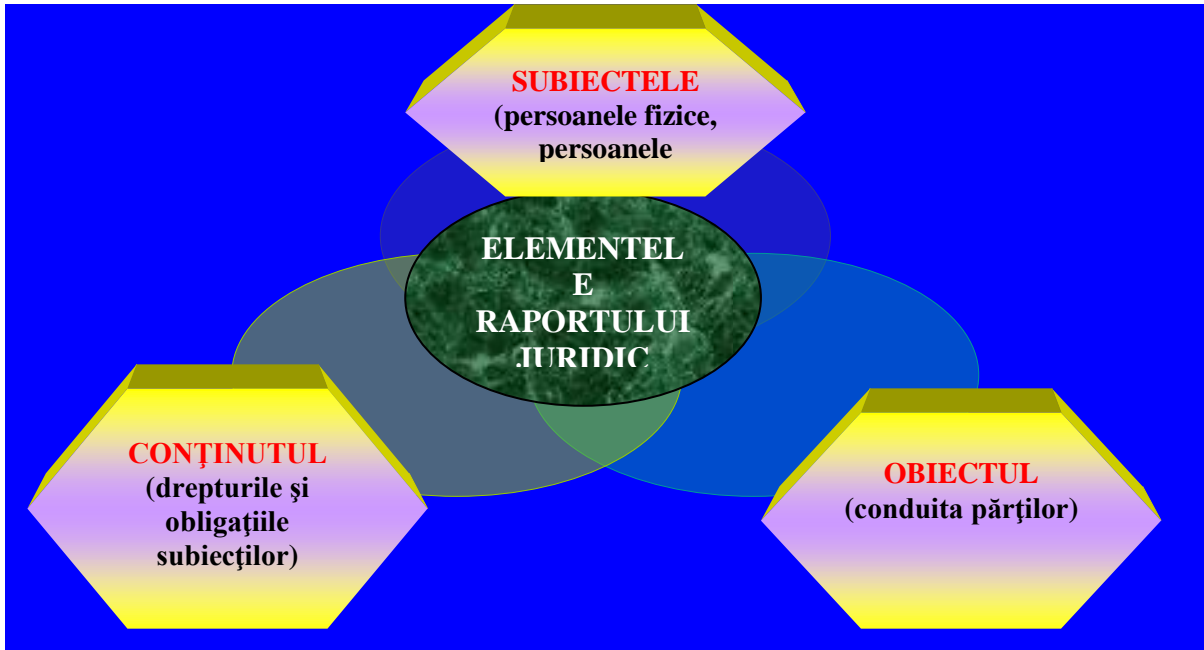 SUBIECTELE
(persoanele fizice,
persoanele
ELEMENTEL
E
RAPORTULUI
JURIDIC
CONŢINUTUL
(drepturile şi
obligaţiile
subiecţilor)
OBIECTUL
(conduita părţilor)